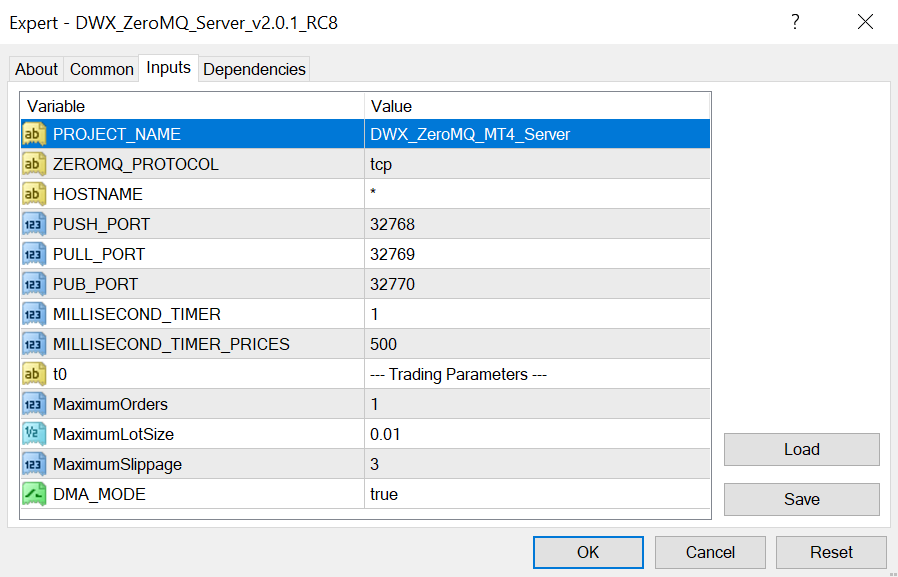 Expert - DWX_ZeroMQ_Server_v2.0.1_RC8 ?
About Common Inputs Dependencies
Variable Value
ab PROJECT_NAME DWX_ZeroMQ_MT4_Server
ab ZEROMQ_PROTOCOL tcp
ab HOSTNAME *
123 PUSH_PORT 32768
123 PULL_PORT 32769
123 PUB_PORT 32770
123 MILLISECOND_TIMER 1
123 MILLISECOND_TIMER_PRICES 500
ab t0 --- Trading Parameters ---
123 MaximumOrders 1
1/2 MaximumLotSize 0.01
123 MaximumSlippage 3
DMA_MODE true
Load
Save
OK Cancel Reset